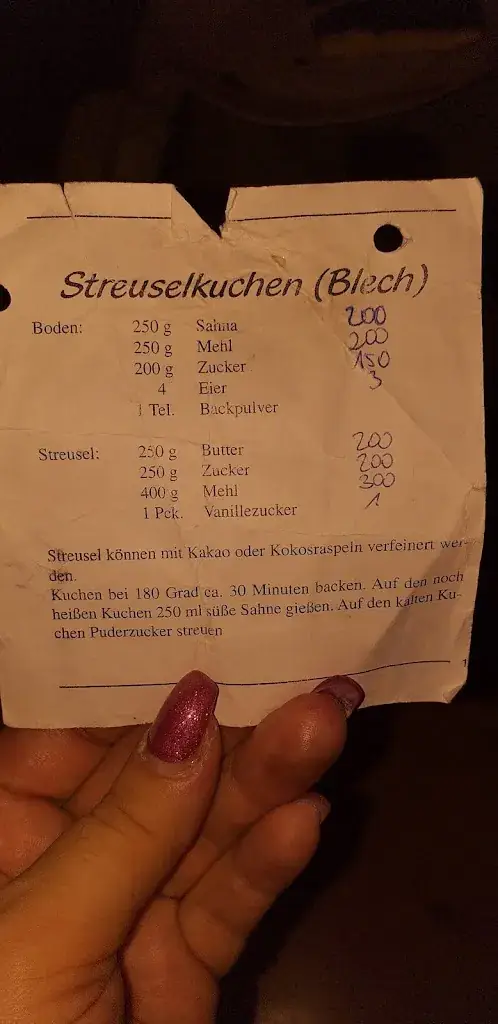 Streuselkuchen (Blech)
Boden: 250 g Sahna 200
250 g Mehl 200
200 g Zucker 150
4 Eier 3
1 Tel. Backpulver
Streusel: 250 g Butter 200
250 g Zucker 200
400 g Mehl 300
1 Pck. Vanillezucker 1
Streusel können mit Kakao oder Kokosraspeln verfeinert wer-
den.
Kuchen bei 180 Grad ca. 30 Minuten backen. Auf den noch
heißen Kuchen 250 ml süße Sahne gießen. Auf den kalten Ku-
chen Puderzucker streuen
1